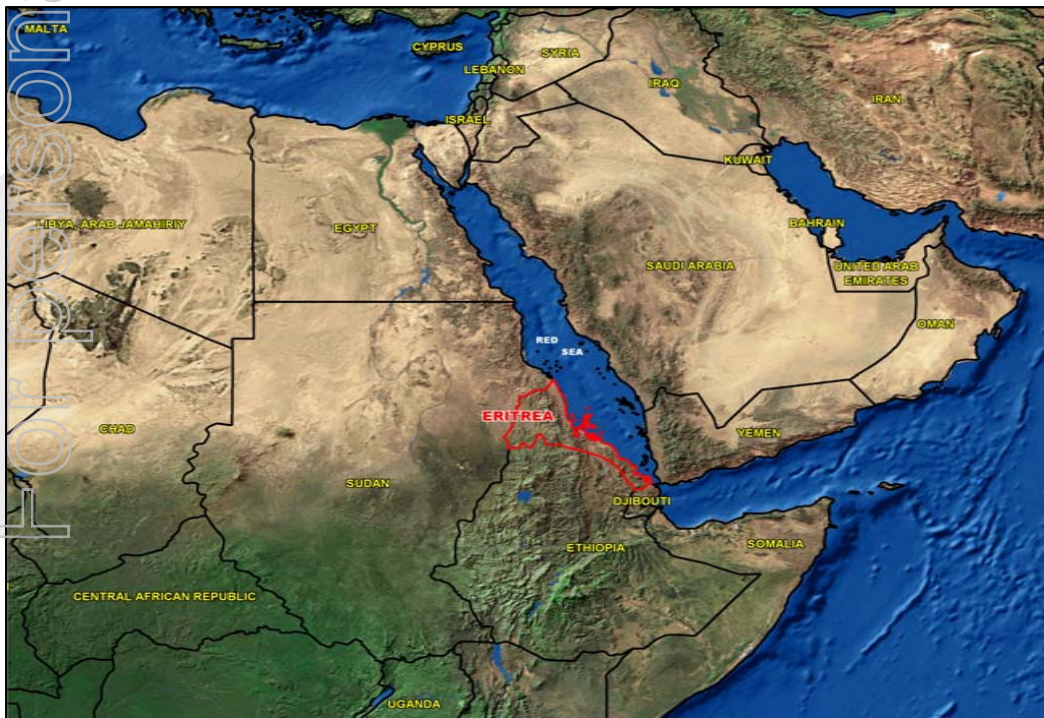 For personal
MALTA
CYPRUS
SYRIA
LEBANON
IRAQ
ISRAEL
IRAN
KUWAIT
LIBYA, ARAB JAMAHIRIY
EGYPT
BAHRAIN
SAUDI ARABIA
UNITED ARAB
EMIRATES
OMAN
RED
SEA
ERITREA
CHAD
YEMEN
SUDAN
DJIBOUTI
ETHIOPIA
SOMALIA
CENTRAL AFRICAN REPUBLIC
UGANDA